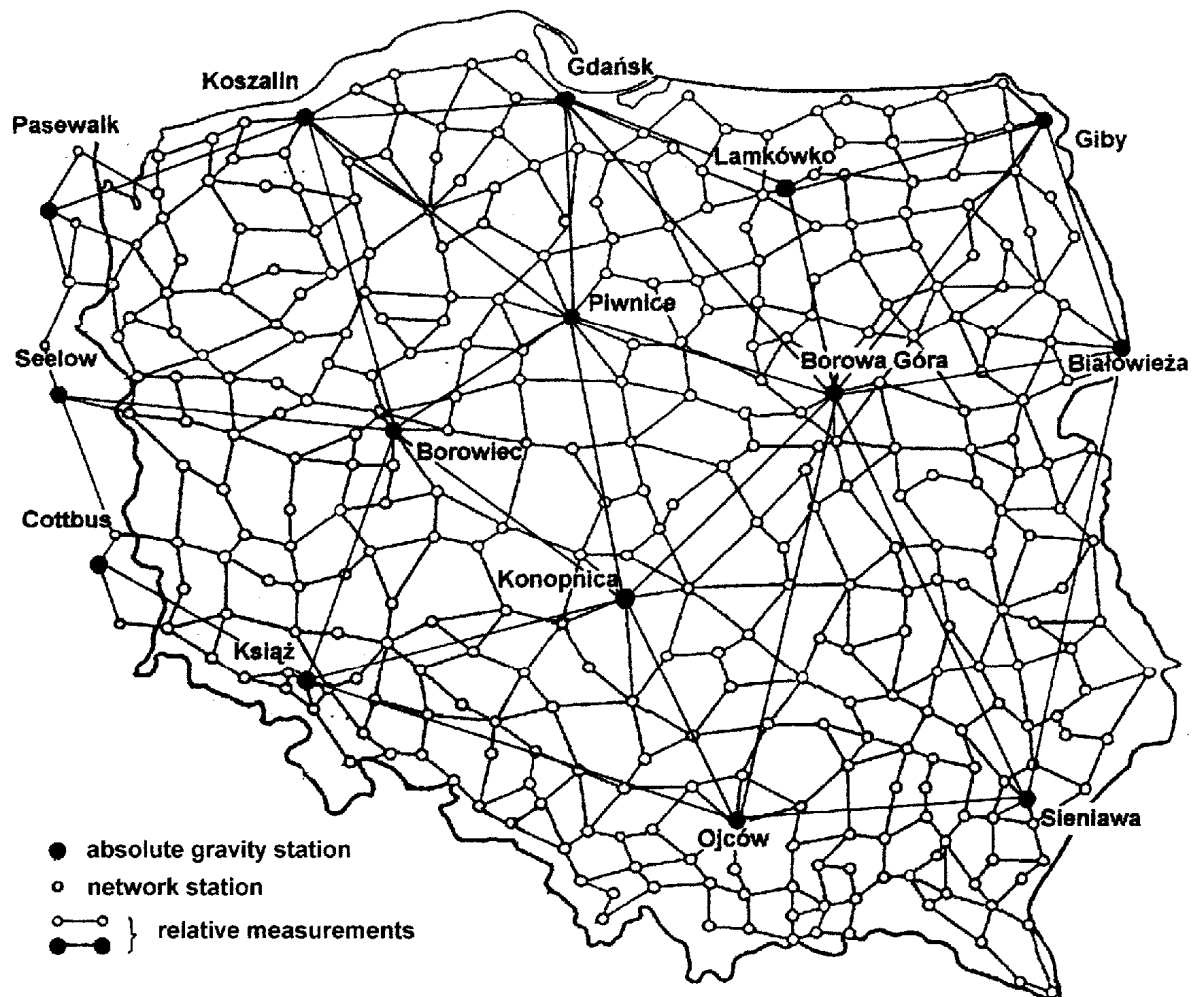 Gdańsk
Koszalin
Pasewalk
Giby
Lamkówko
Piwnice
Seelow
Borowa Góra
Białowieża
Borowiec
Cottbus
Konopnica
Książ
Sieniawa
Ojców
absolute gravity station
network station
} relative measurements